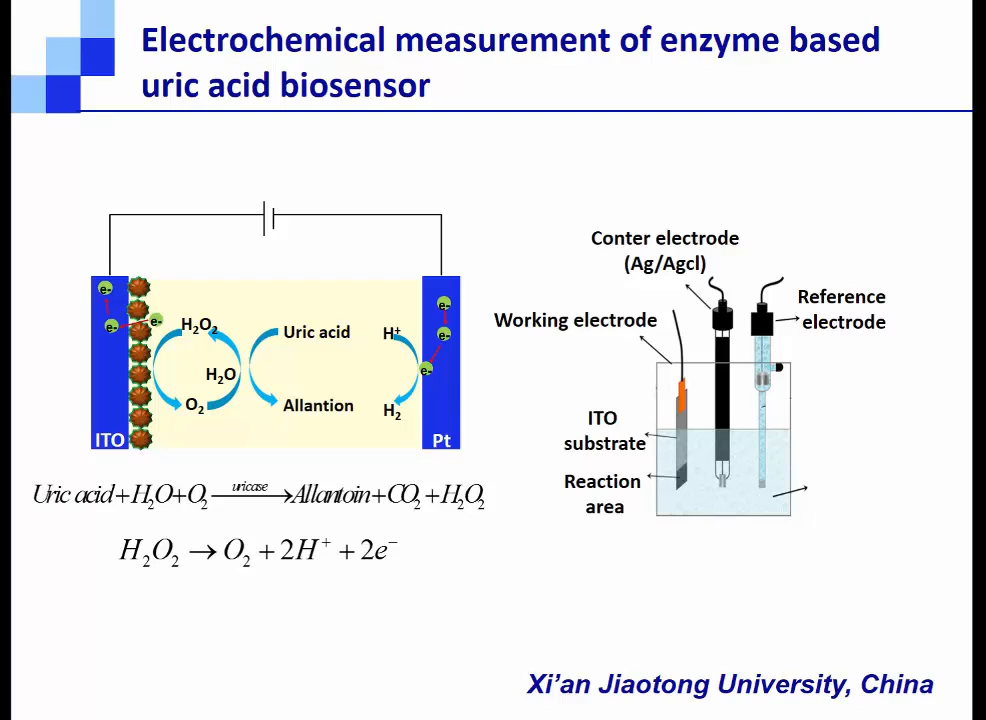 Electrochemical measurement of enzyme based
uric acid biosensor
e-
e-
e-
H₂O₂
H₂O
O₂
Uric acid
Allantion
H⁺
H₂
e-
e-
e-
ITO
Pt
Uric acid+H₂O+O₂ —uricase→ Allantoin+CO₂+H₂O₂
H₂O₂ → O₂ + 2H⁺ + 2e⁻
Conter electrode
(Ag/Agcl)
Reference
electrode
Working electrode
ITO
substrate
Reaction
area
Xi’an Jiaotong University, China